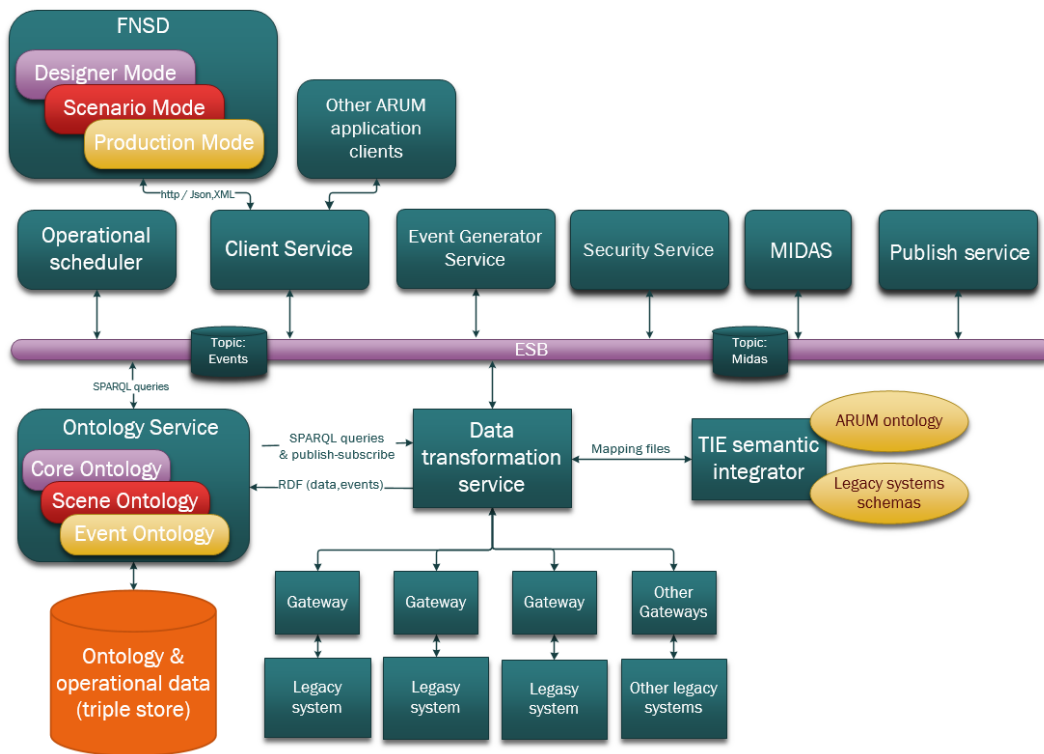 FNSD
Designer Mode
Scenario Mode
Production Mode
Other ARUM
application
clients
http / Json,XML
Operational
scheduler
Client Service
Event Generator
Service
Security Service
MIDAS
Publish service
Topic:
Events
ESB
Topic:
Midas
SPARQL queries
Ontology Service
Core Ontology
Scene Ontology
Event Ontology
SPARQL queries
& publish-subscribe
RDF (data,events)
Data
transformation
service
Mapping files
TIE semantic
integrator
ARUM ontology
Legacy systems
schemas
Gateway
Gateway
Gateway
Other
Gateways
Legacy
system
Legasy
system
Legasy
system
Other legacy
systems
Ontology &
operational data
(triple store)